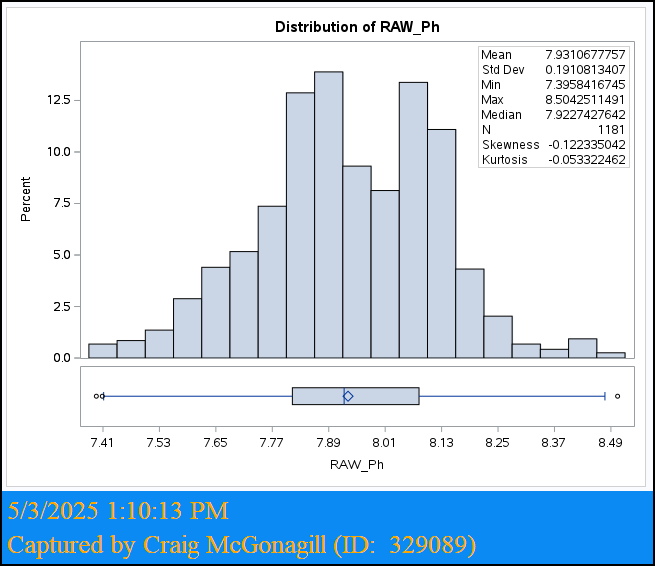 Distribution of RAW_Ph
Mean 7.9310677757
Std Dev 0.1910813407
Min 7.3958416745
Max 8.5042511491
Median 7.9227427642
N 1181
Skewness -0.122335042
Kurtosis -0.053322462
Percent
12.5
10.0
7.5
5.0
2.5
0.0
7.41 7.53 7.65 7.77 7.89 8.01 8.13 8.25 8.37 8.49
RAW_Ph
5/3/2025 1:10:13 PM
Captured by Craig McGonagill (ID:  329089)